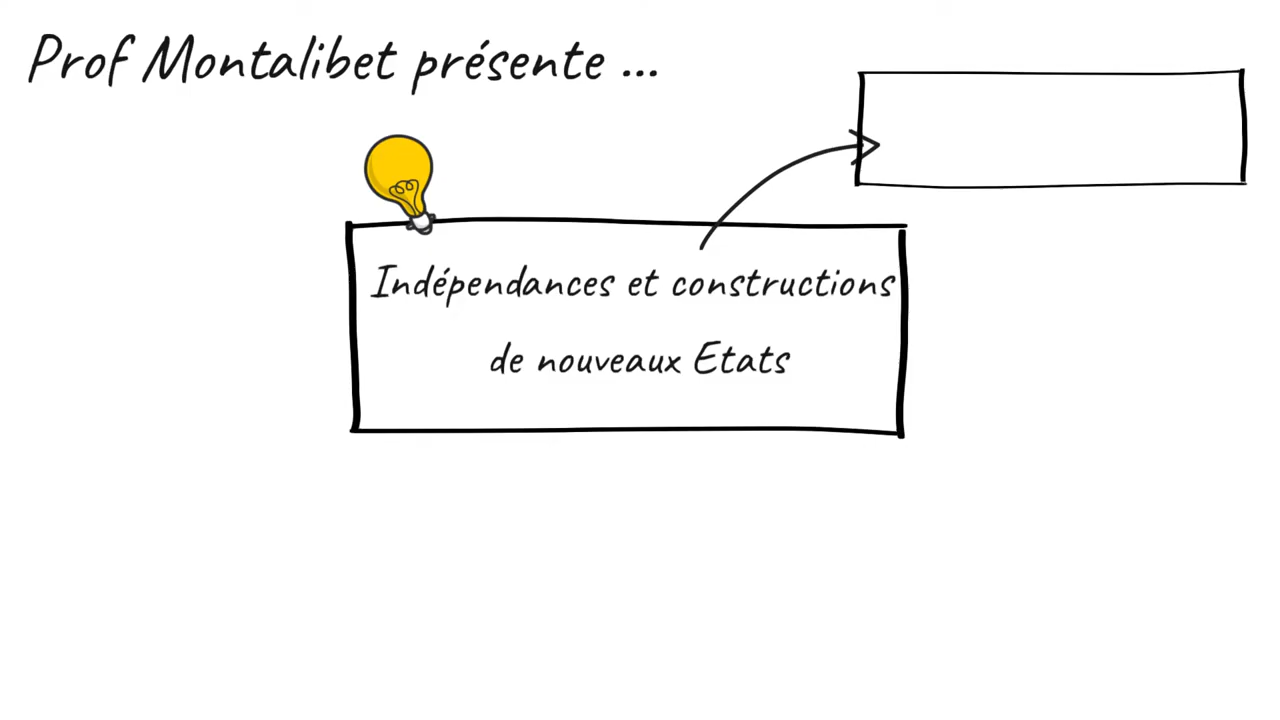 Prof Montalibet présente ...
Indépendances et constructions
de nouveaux Etats